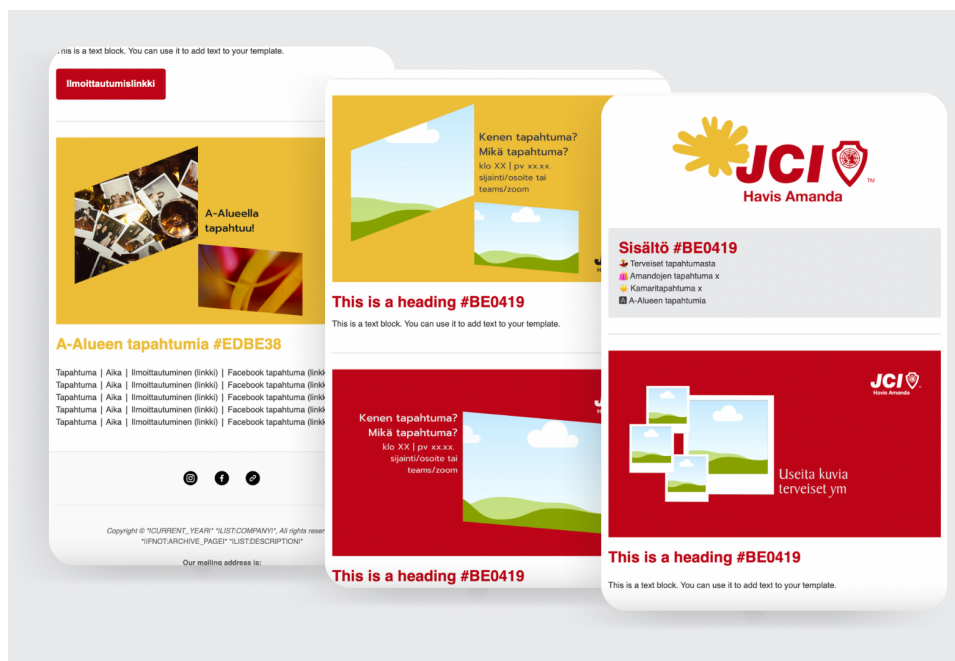 This is a text block. You can use it to add text to your template.
Ilmoittautumislinkki
A-Alueella
tapahtuu!
A-Alueen tapahtumia #EDBE38
Tapahtuma | Aika | Ilmoittautuminen (linkki) | Facebook tapahtuma (linkk
Tapahtuma | Aika | Ilmoittautuminen (linkki) | Facebook tapahtuma (linkk
Tapahtuma | Aika | Ilmoittautuminen (linkki) | Facebook tapahtuma (linkk
Tapahtuma | Aika | Ilmoittautuminen (linkki) | Facebook tapahtuma (linkk
Tapahtuma | Aika | Ilmoittautuminen (linkki) | Facebook tapahtuma (linkk
Copyright © *|CURRENT_YEAR|* *|LIST:COMPANY|*, All rights reser
*|IFNOT:ARCHIVE_PAGE|* *|LIST:DESCRIPTION|*
Our mailing address is:
Kenen tapahtuma?
Mikä tapahtuma?
klo XX | pv xx.xx.
sijainti/osoite tai
teams/zoom
This is a heading #BE0419
This is a text block. You can use it to add text to your template.
Kenen tapahtuma?
Mikä tapahtuma?
klo XX | pv xx.xx.
sijainti/osoite tai
teams/zoom
This is a heading #BE0419
JCI
TM
Havis Amanda
Sisältö #BE0419
Terveiset tapahtumasta
Amandojen tapahtuma x
Kamaritapahtuma x
A A-Alueen tapahtumia
JCI
Havis Amanda
Useita kuvia
terveiset ym
This is a heading #BE0419
This is a text block. You can use it to add text to your template.